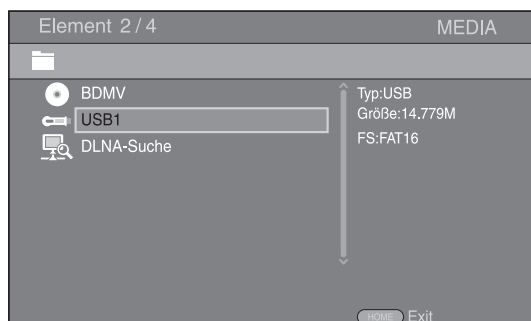 Element 2 / 4 MEDIA
BDMV
USB1
DLNA-Suche
Typ:USB
Größe:14.779M
FS:FAT16
HOME Exit